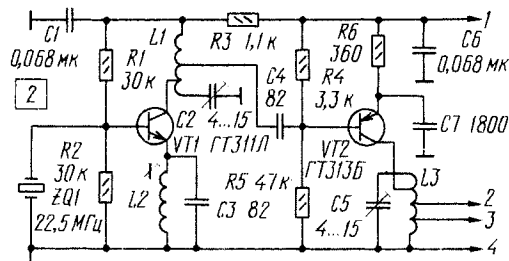 C1
0,068 мк
L1
R3 1,1 к
R6
360
1
C6
0,068 мк
R1
30 к
C4
82
R4
3,3 к
2
C2
4...15
VT1
ГТ311Л
VT2
ГТ313Б
C7 1800
R2
30 к
ZQ1
22,5 МГц
L2
C3 82
R5 47 к
C5
4...15
L3
2
3
4